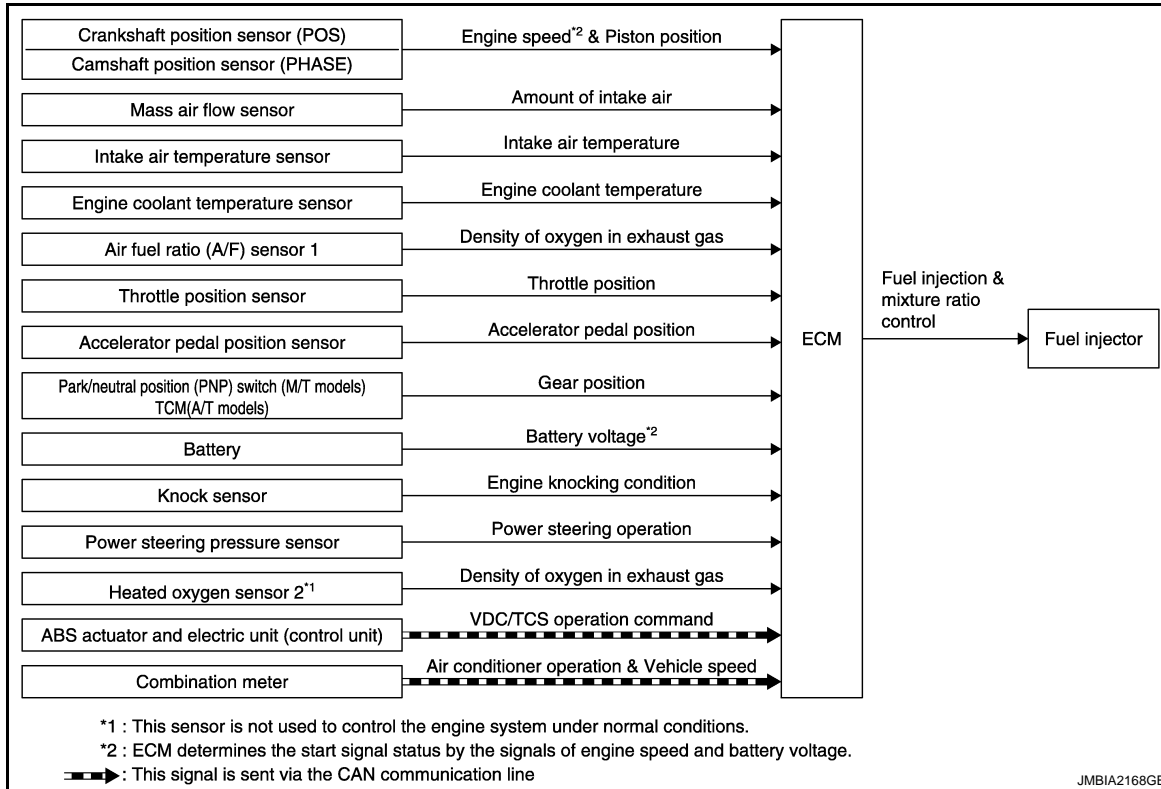 Crankshaft position sensor (POS)
Camshaft position sensor (PHASE)
Engine speed*2 & Piston position
Mass air flow sensor
Amount of intake air
Intake air temperature sensor
Intake air temperature
Engine coolant temperature sensor
Engine coolant temperature
Air fuel ratio (A/F) sensor 1
Density of oxygen in exhaust gas
Throttle position sensor
Throttle position
Accelerator pedal position sensor
Accelerator pedal position
Park/neutral position (PNP) switch (M/T models)
TCM(A/T models)
Gear position
Battery
Battery voltage*2
Knock sensor
Engine knocking condition
Power steering pressure sensor
Power steering operation
Heated oxygen sensor 2*1
Density of oxygen in exhaust gas
ABS actuator and electric unit (control unit)
VDC/TCS operation command
Combination meter
Air conditioner operation & Vehicle speed
ECM
Fuel injection &
mixture ratio
control
Fuel injector
*1 : This sensor is not used to control the engine system under normal conditions.
*2 : ECM determines the start signal status by the signals of engine speed and battery voltage.
: This signal is sent via the CAN communication line
JMBIA2168GB